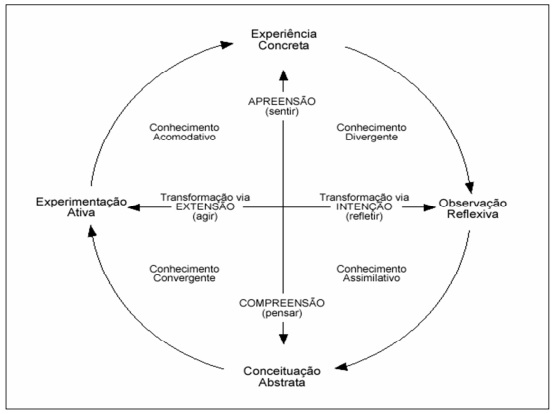 Experiência
Concreta
APREENSÃO
(sentir)
Conhecimento
Acomodativo
Conhecimento
Divergente
Experimentação
Ativa
Transformação via
EXTENSÃO
(agir)
Transformação via
INTENÇÃO
(refletir)
Observação
Reflexiva
Conhecimento
Convergente
Conhecimento
Assimilativo
COMPREENSÃO
(pensar)
Conceituação
Abstrata